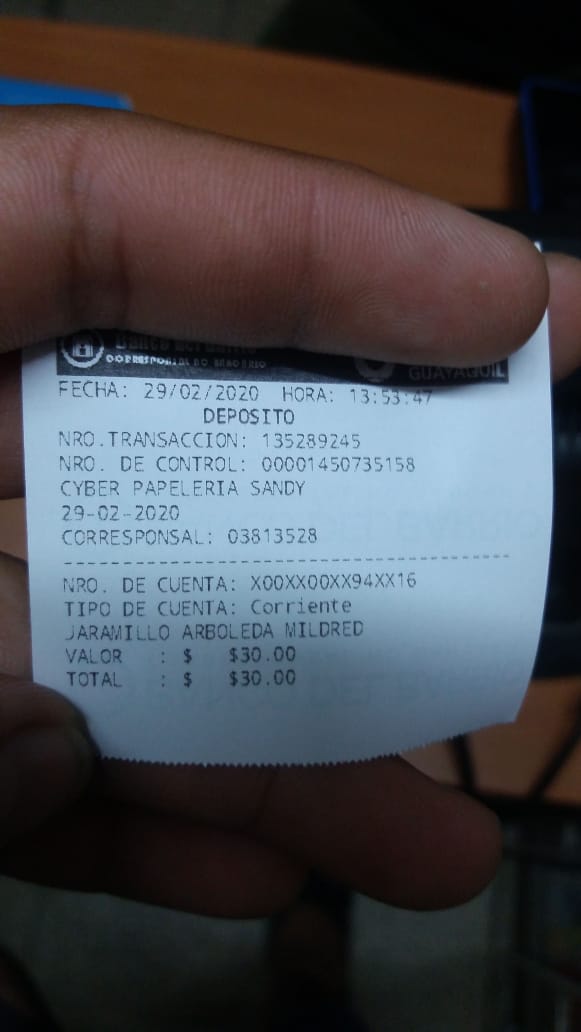 CORRESPONSAL NO BANCARIO
GUAYAQUIL
FECHA: 29/02/2020 HORA: 13:53:47
DEPOSITO
NRO.TRANSACCION: 135289245
NRO. DE CONTROL: 00001450735158
CYBER PAPELERIA SANDY
29-02-2020
CORRESPONSAL: 03813528
NRO. DE CUENTA: X00XX00XX94XX16
TIPO DE CUENTA: Corriente
JARAMILLO ARBOLEDA MILDRED
VALOR : $ $30.00
TOTAL : $ $30.00